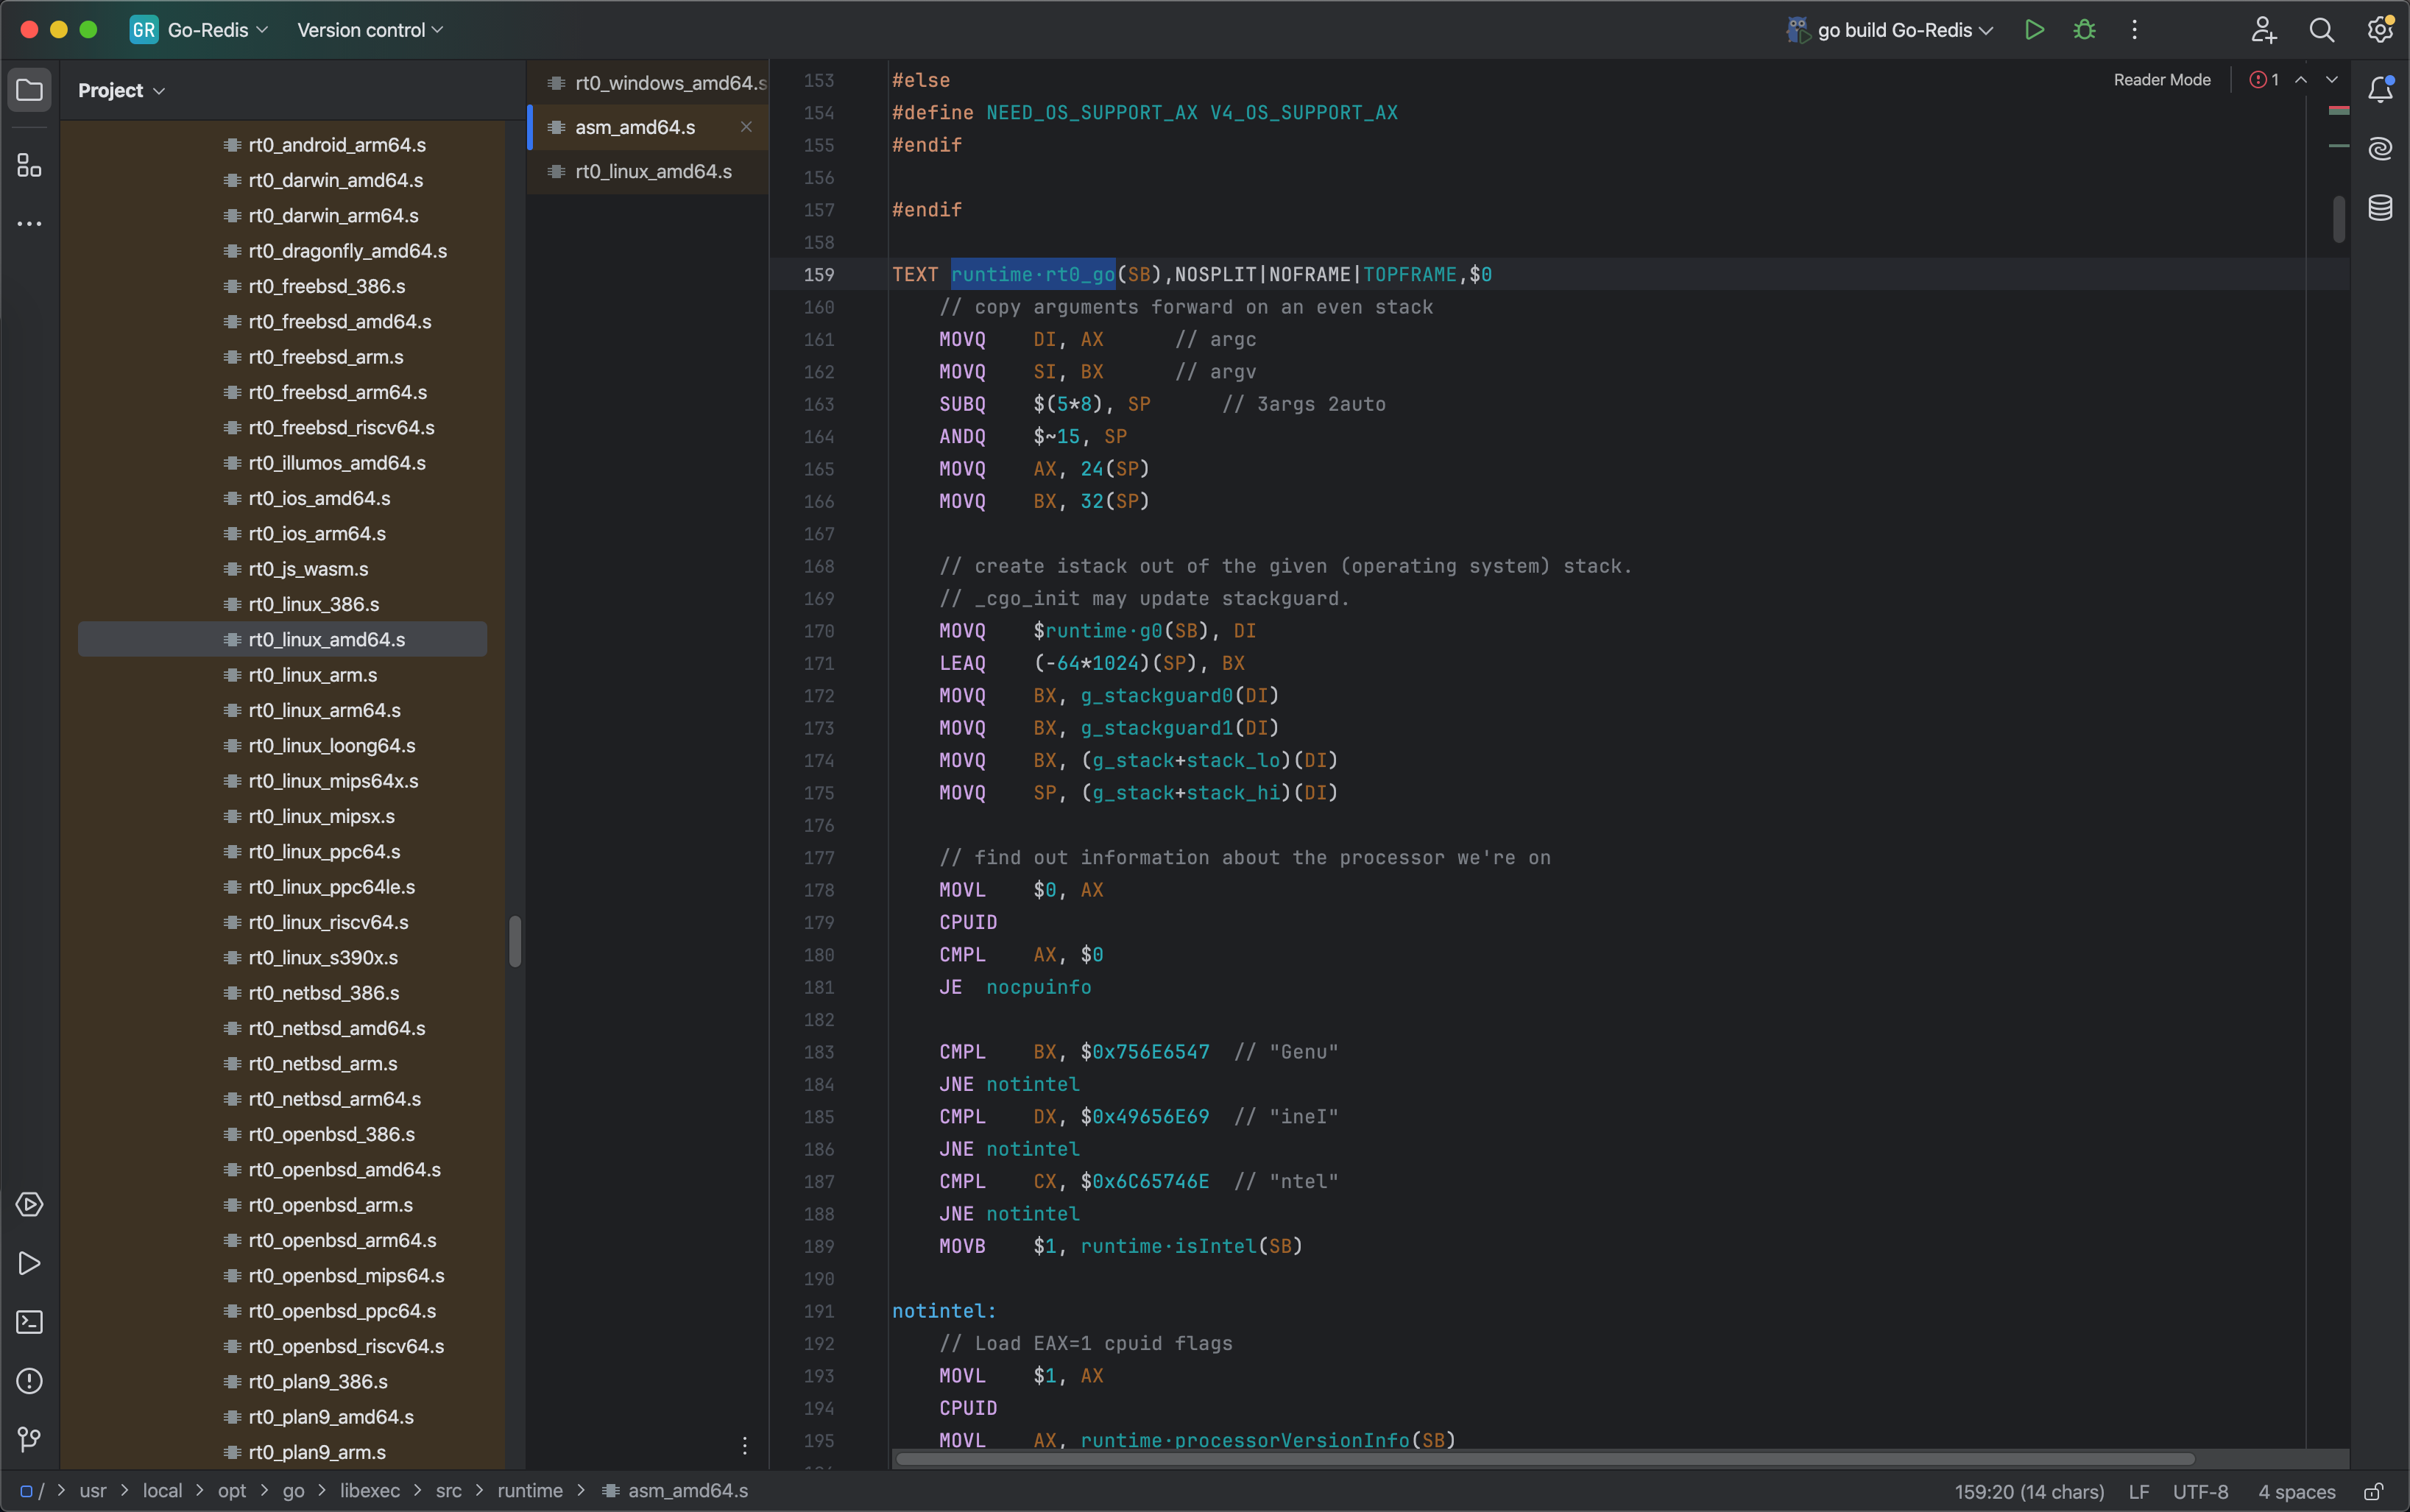 GR Go-Redis Version control go build Go-Redis
Project
rt0_android_arm64.s
rt0_darwin_amd64.s
rt0_darwin_arm64.s
rt0_dragonfly_amd64.s
rt0_freebsd_386.s
rt0_freebsd_amd64.s
rt0_freebsd_arm.s
rt0_freebsd_arm64.s
rt0_freebsd_riscv64.s
rt0_illumos_amd64.s
rt0_ios_amd64.s
rt0_ios_arm64.s
rt0_js_wasm.s
rt0_linux_386.s
rt0_linux_amd64.s
rt0_linux_arm.s
rt0_linux_arm64.s
rt0_linux_loong64.s
rt0_linux_mips64x.s
rt0_linux_mipsx.s
rt0_linux_ppc64.s
rt0_linux_ppc64le.s
rt0_linux_riscv64.s
rt0_linux_s390x.s
rt0_netbsd_386.s
rt0_netbsd_amd64.s
rt0_netbsd_arm.s
rt0_netbsd_arm64.s
rt0_openbsd_386.s
rt0_openbsd_amd64.s
rt0_openbsd_arm.s
rt0_openbsd_arm64.s
rt0_openbsd_mips64.s
rt0_openbsd_ppc64.s
rt0_openbsd_riscv64.s
rt0_plan9_386.s
rt0_plan9_amd64.s
rt0_plan9_arm.s
rt0_windows_amd64.s
asm_amd64.s
rt0_linux_amd64.s
Reader Mode 1
153 #else
154 #define NEED_OS_SUPPORT_AX V4_OS_SUPPORT_AX
155 #endif
156
157 #endif
158
159 TEXT runtime·rt0_go(SB),NOSPLIT|NOFRAME|TOPFRAME,$0
160 // copy arguments forward on an even stack
161 MOVQ DI, AX // argc
162 MOVQ SI, BX // argv
163 SUBQ $(5*8), SP // 3args 2auto
164 ANDQ $~15, SP
165 MOVQ AX, 24(SP)
166 MOVQ BX, 32(SP)
167
168 // create istack out of the given (operating system) stack.
169 // _cgo_init may update stackguard.
170 MOVQ $runtime·g0(SB), DI
171 LEAQ (-64*1024)(SP), BX
172 MOVQ BX, g_stackguard0(DI)
173 MOVQ BX, g_stackguard1(DI)
174 MOVQ BX, (g_stack+stack_lo)(DI)
175 MOVQ SP, (g_stack+stack_hi)(DI)
176
177 // find out information about the processor we're on
178 MOVL $0, AX
179 CPUID
180 CMPL AX, $0
181 JE nocpuinfo
182
183 CMPL BX, $0x756E6547 // "Genu"
184 JNE notintel
185 CMPL DX, $0x49656E69 // "ineI"
186 JNE notintel
187 CMPL CX, $0x6C65746E // "ntel"
188 JNE notintel
189 MOVB $1, runtime·isIntel(SB)
190
191 notintel:
192 // Load EAX=1 cpuid flags
193 MOVL $1, AX
194 CPUID
195 MOVL AX, runtime·processorVersionInfo(SB)
/ > usr > local > opt > go > libexec > src > runtime > asm_amd64.s
159:20 (14 chars) LF UTF-8 4 spaces